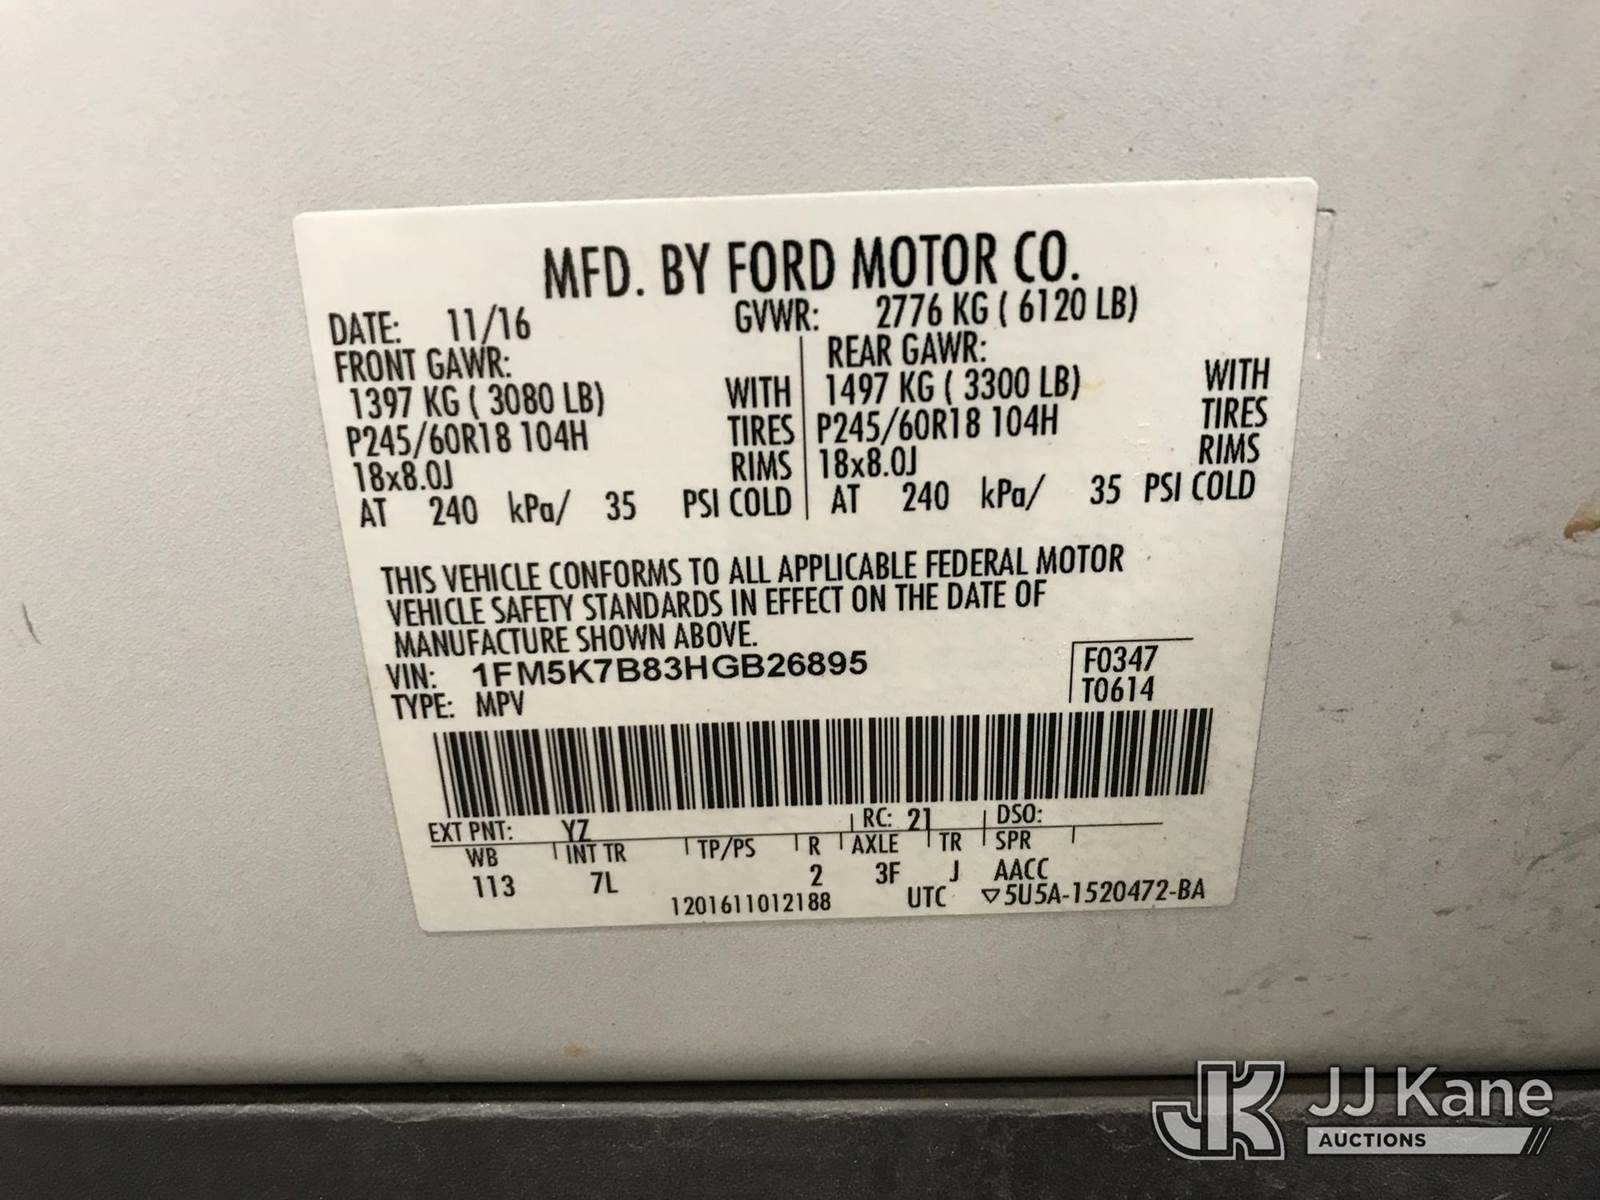 MFD. BY FORD MOTOR CO.
DATE: 11/16 GVWR: 2776 KG ( 6120 LB)
FRONT GAWR: REAR GAWR:
1397 KG ( 3080 LB) WITH 1497 KG ( 3300 LB) WITH
P245/60R18 104H TIRES P245/60R18 104H TIRES
18x8.0J RIMS 18x8.0J RIMS
AT 240 kPa/ 35 PSI COLD AT 240 kPa/ 35 PSI COLD
THIS VEHICLE CONFORMS TO ALL APPLICABLE FEDERAL MOTOR
VEHICLE SAFETY STANDARDS IN EFFECT ON THE DATE OF
MANUFACTURE SHOWN ABOVE.
VIN: 1FM5K7B83HGB26895 F0347
TYPE: MPV T0614
EXT PNT: YZ RC: 21 DSO:
WB INT TR TP/PS R AXLE TR SPR
113 7L 2 3F J AACC
1201611012188 UTC ▽5U5A-1520472-BA
JK JJ Kane
AUCTIONS